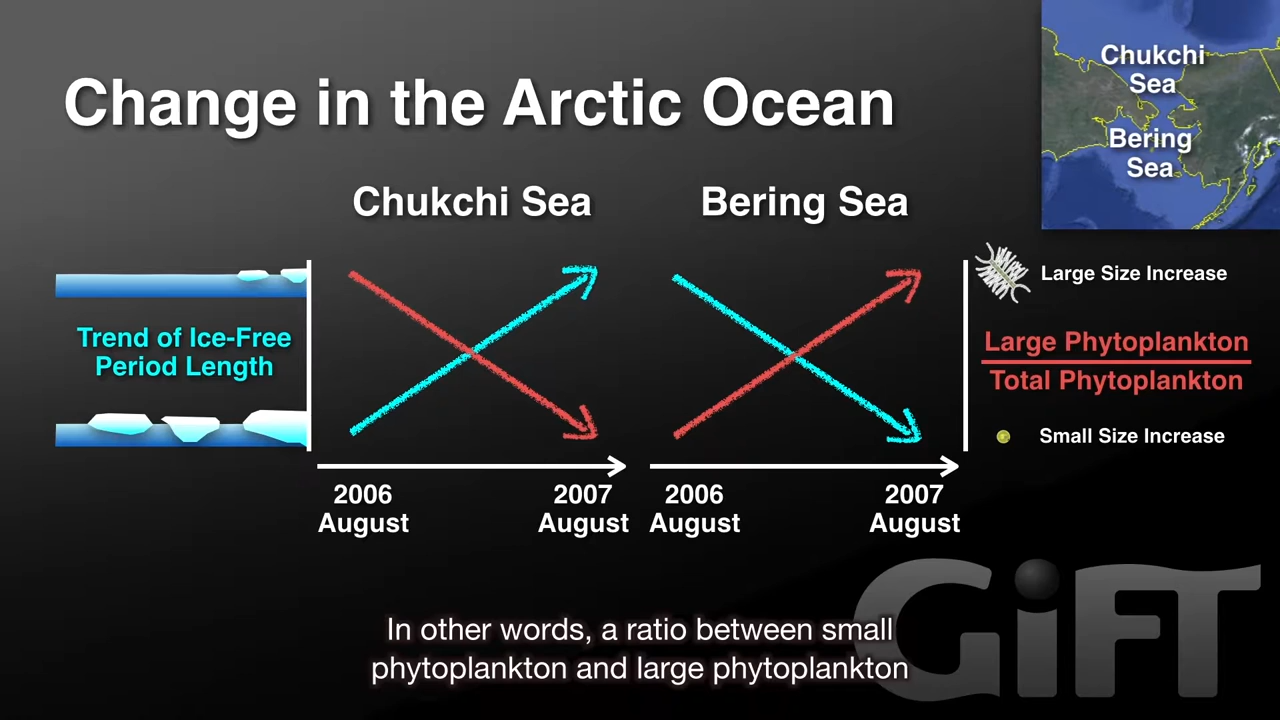 Chukchi
Sea
Bering
Sea
Change in the Arctic Ocean
Chukchi Sea
Bering Sea
Large Size Increase
Trend of Ice-Free
Period Length
Large Phytoplankton
Total Phytoplankton
Small Size Increase
2006
August
2007
August
2006
August
2007
August
In other words, a ratio between small
phytoplankton and large phytoplankton
GiFT